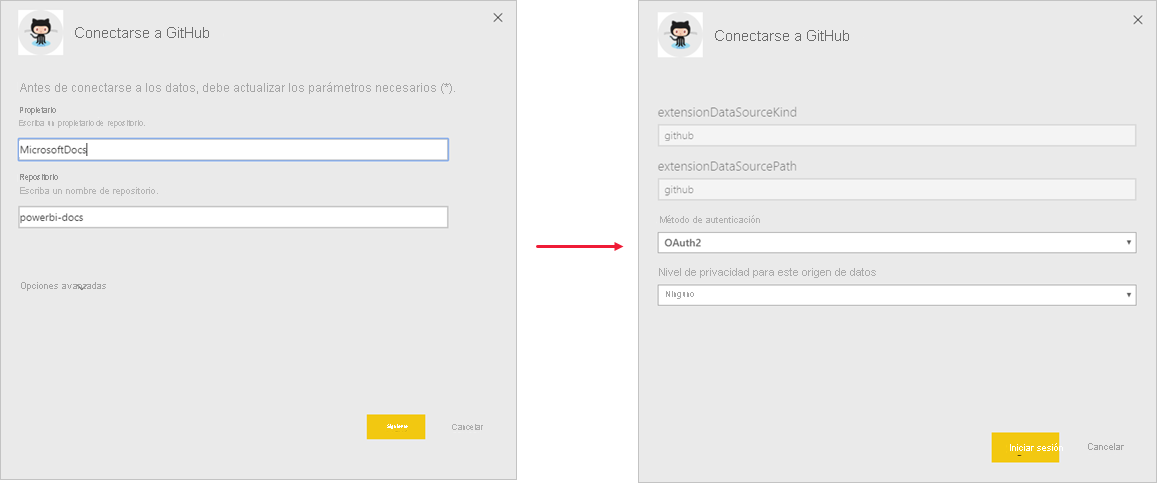 Conectarse a GitHub
Antes de conectarse a los datos, debe actualizar los parámetros necesarios (*).
Propietario
Escriba un propietario de repositorio.
MicrosoftDocs
Repositorio
Escriba un nombre de repositorio.
powerbi-docs
Opciones avanzadas
Siguiente
Cancelar
Conectarse a GitHub
extensionDataSourceKind
github
extensionDataSourcePath
github
Método de autenticación
OAuth2
Nivel de privacidad para este origen de datos
Ninguno
Iniciar sesión
Cancelar